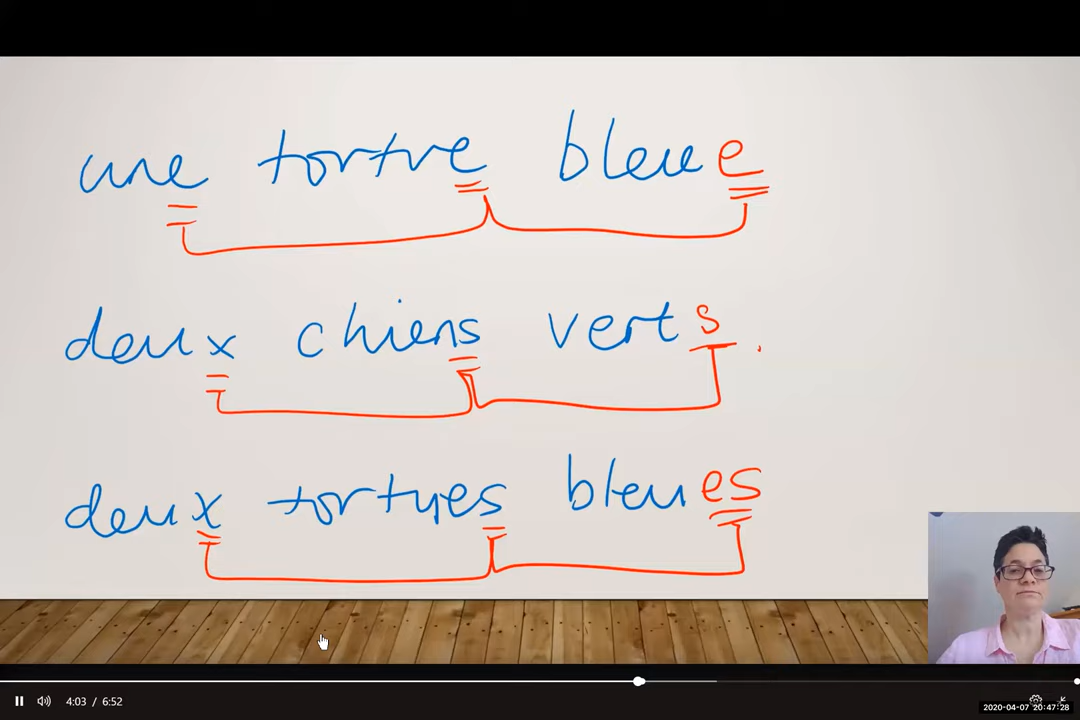 une tortue bleue
deux chiens verts.
deux tortues bleues
4:03 / 6:52
2020-04-07 20:47:28